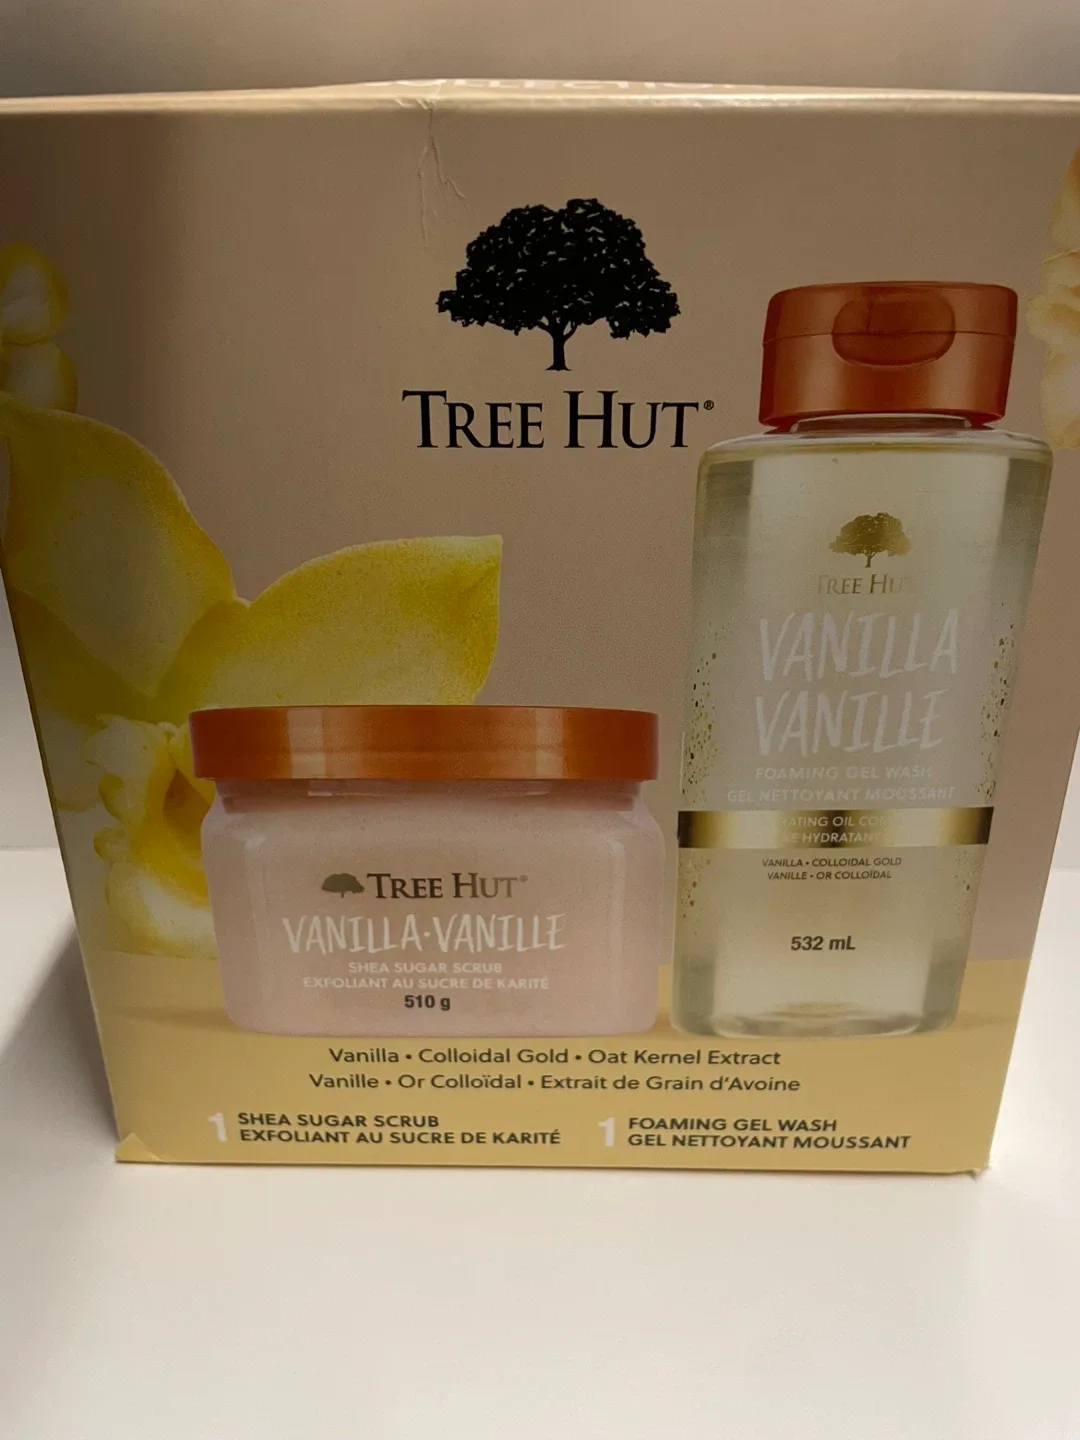 COLLECTION
TREE HUT®
TREE HUT
VANILLA
VANILLE
FOAMING GEL WASH
GEL NETTOYANT MOUSSANT
OIL
HYDRATANT
VANILLA • COLLOIDAL GOLD
VANILLE • OR COLLOÏDAL
532 mL
TREE HUT®
VANILLA•VANILLE
SHEA SUGAR SCRUB
EXFOLIANT AU SUCRE DE KARITÉ
510 g
Vanilla • Colloidal Gold • Oat Kernel Extract
Vanille • Or Colloïdal • Extrait de Grain d'Avoine
1 SHEA SUGAR SCRUB
EXFOLIANT AU SUCRE DE KARITÉ
1 FOAMING GEL WASH
GEL NETTOYANT MOUSSANT